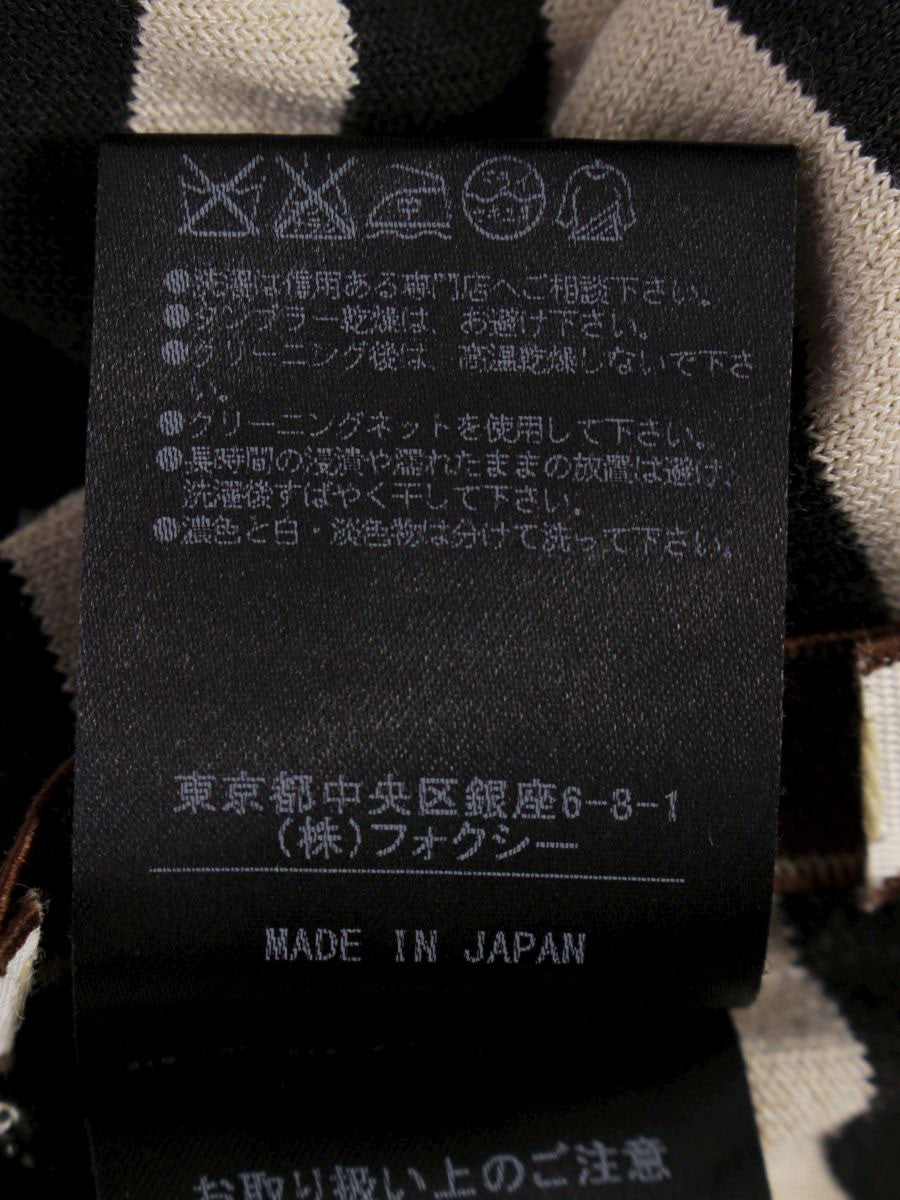 ドライ
セキユ系
●洗濯は信用ある専門店へご相談下さい。
●タンブラー乾燥は、お避け下さい。
●クリーニング後は、高温乾燥しないで下さ
い。
●クリーニングネットを使用して下さい。
●長時間の浸漬や濡れたままの放置は避け、
洗濯後すばやく干して下さい。
●濃色と白・淡色物は分けて洗って下さい。
東京都中央区銀座6-8-1
(株)フォクシー
MADE IN JAPAN
お取り扱い上のご注意